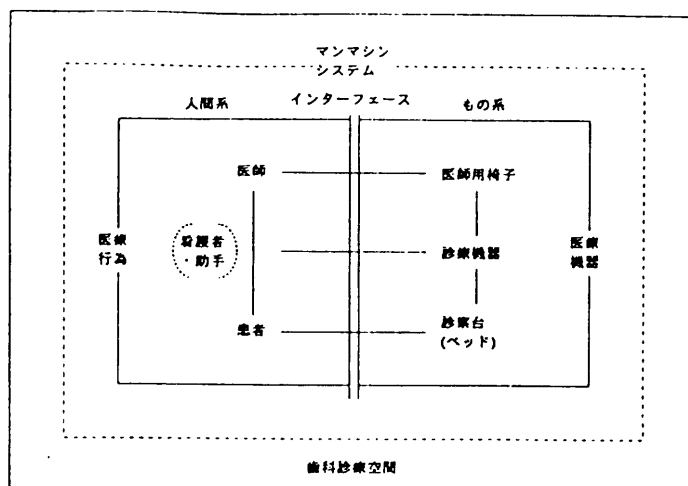 マンマシン
システム
人間系
インターフェース
もの系
医師
医師用椅子
医療
行為
看護者
・助手
診療機器
医療
機器
患者
診療台
(ベッド)
歯科診療空間